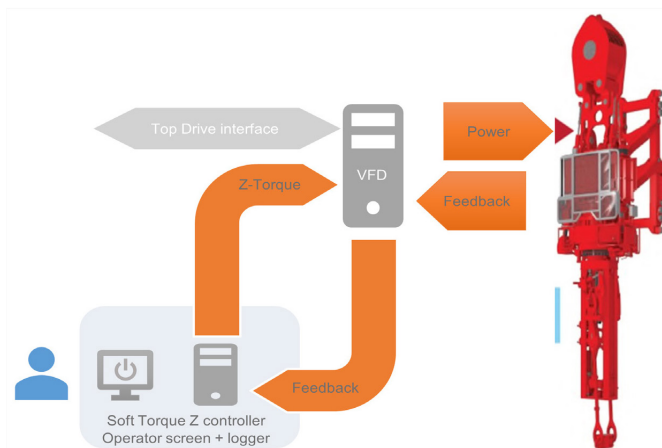 Top Drive interface
Power
VFD
Z-Torque
Feedback
Feedback
Soft Torque Z controller
Operator screen + logger